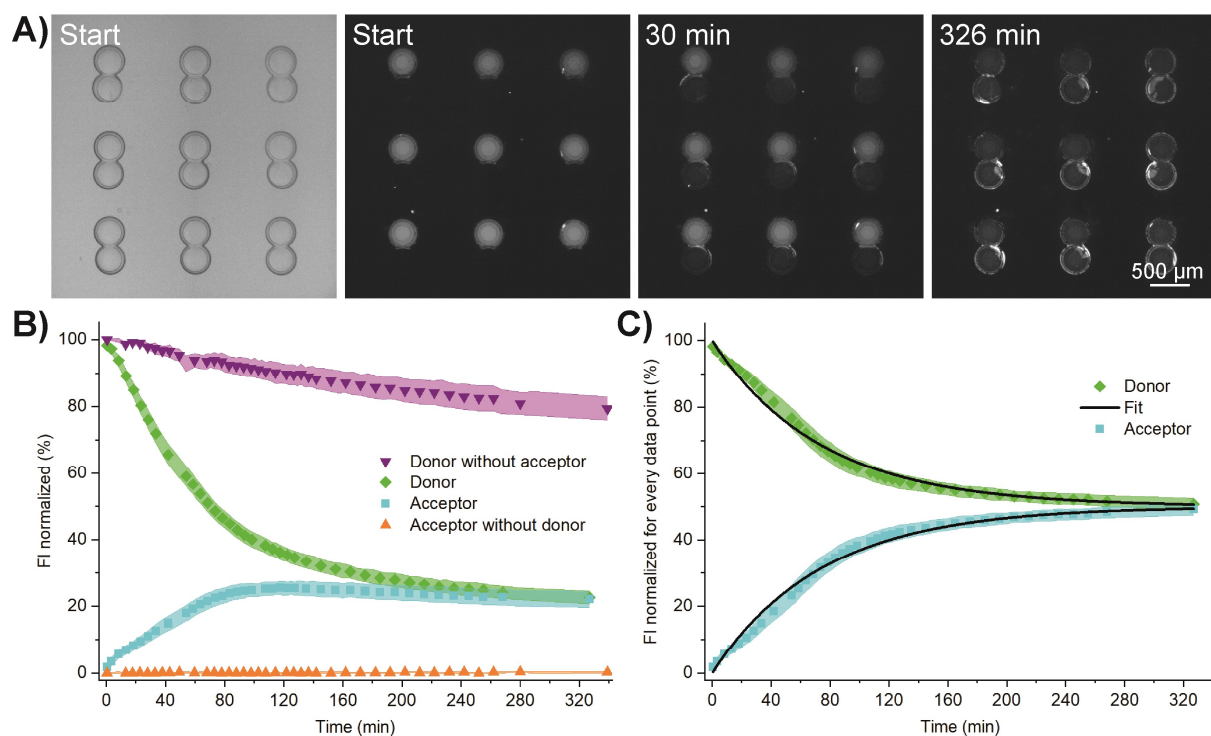 A)
Start
Start
30 min
326 min
500 µm
B)
FI normalized (%)
100
80
60
40
20
0
Donor without acceptor
Donor
Acceptor
Acceptor without donor
0 40 80 120 160 200 240 280 320
Time (min)
C)
FI normalized for every data point (%)
100
80
60
40
20
0
Donor
Fit
Acceptor
0 40 80 120 160 200 240 280 320
Time (min)